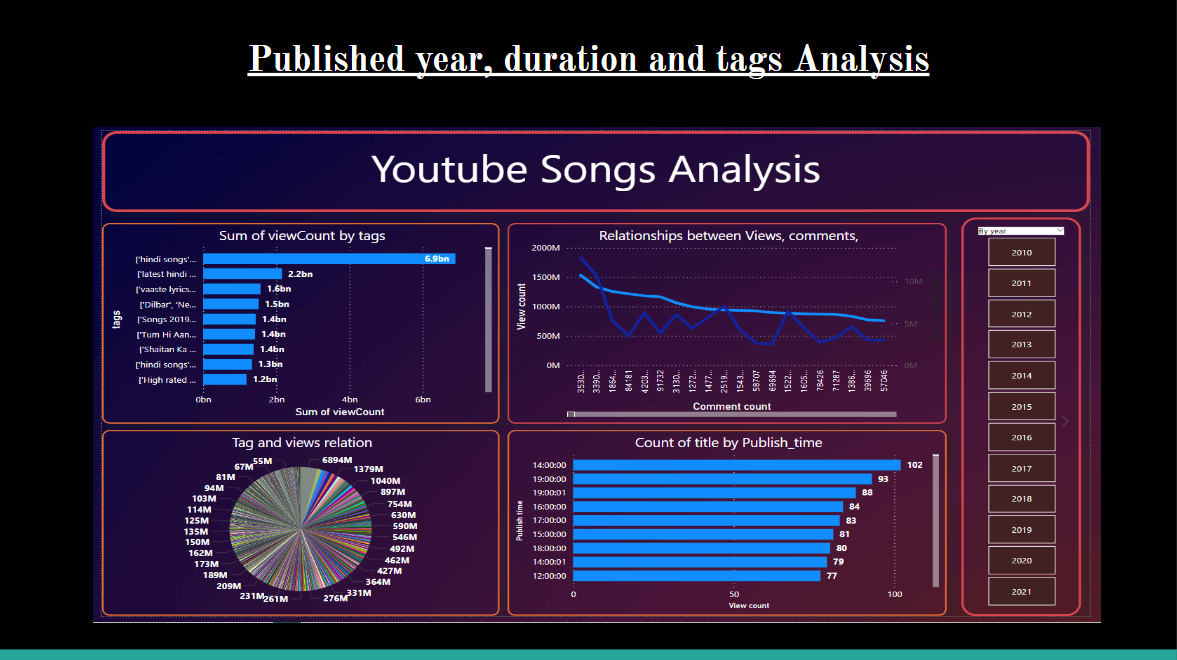 Published year, duration and tags Analysis
Youtube Songs Analysis
Sum of viewCount by tags
tags
['hindi songs'...
6.9bn
['latest hindi ...
2.2bn
['vaaste lyrics...
1.6bn
['Dilbar', 'Ne...
1.5bn
['Songs 2019...
1.4bn
['Tum Hi Aan...
1.4bn
['Shaitan Ka ...
1.4bn
['hindi songs'...
1.3bn
['High rated ...
1.2bn
0bn 2bn 4bn 6bn
Sum of viewCount
Relationships between Views, comments,
View count
2000M
1500M
1000M
500M
0M
10M
5M
0M
3530...
3390...
1864...
84181
4203...
91732
3130...
1272...
1477...
2519...
1543...
58707
69694
1522...
1605...
78426
71287
1386...
39696
57046
Comment count
By year
2010
2011
2012
2013
2014
2015
2016
2017
2018
2019
2020
2021
Tag and views relation
6894M
1379M
1040M
897M
754M
630M
590M
546M
492M
462M
427M
364M
331M
276M
261M
231M
209M
189M
173M
162M
150M
135M
125M
114M
103M
94M
81M
67M
55M
Count of title by Publish_time
Publish time
14:00:00 102
19:00:00 93
19:00:01 88
16:00:00 84
17:00:00 83
15:00:00 81
18:00:00 80
14:00:01 79
12:00:00 77
0 50 100
View count